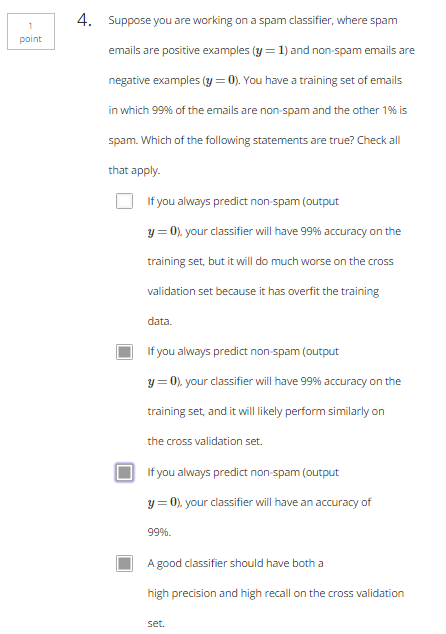 1
point
4.
Suppose you are working on a spam classifier, where spam
emails are positive examples (y = 1) and non-spam emails are
negative examples (y = 0). You have a training set of emails
in which 99% of the emails are non-spam and the other 1% is
spam. Which of the following statements are true? Check all
that apply.
If you always predict non-spam (output
y = 0), your classifier will have 99% accuracy on the
training set, but it will do much worse on the cross
validation set because it has overfit the training
data.
If you always predict non-spam (output
y = 0), your classifier will have 99% accuracy on the
training set, and it will likely perform similarly on
the cross validation set.
If you always predict non-spam (output
y = 0), your classifier will have an accuracy of
99%.
A good classifier should have both a
high precision and high recall on the cross validation
set.